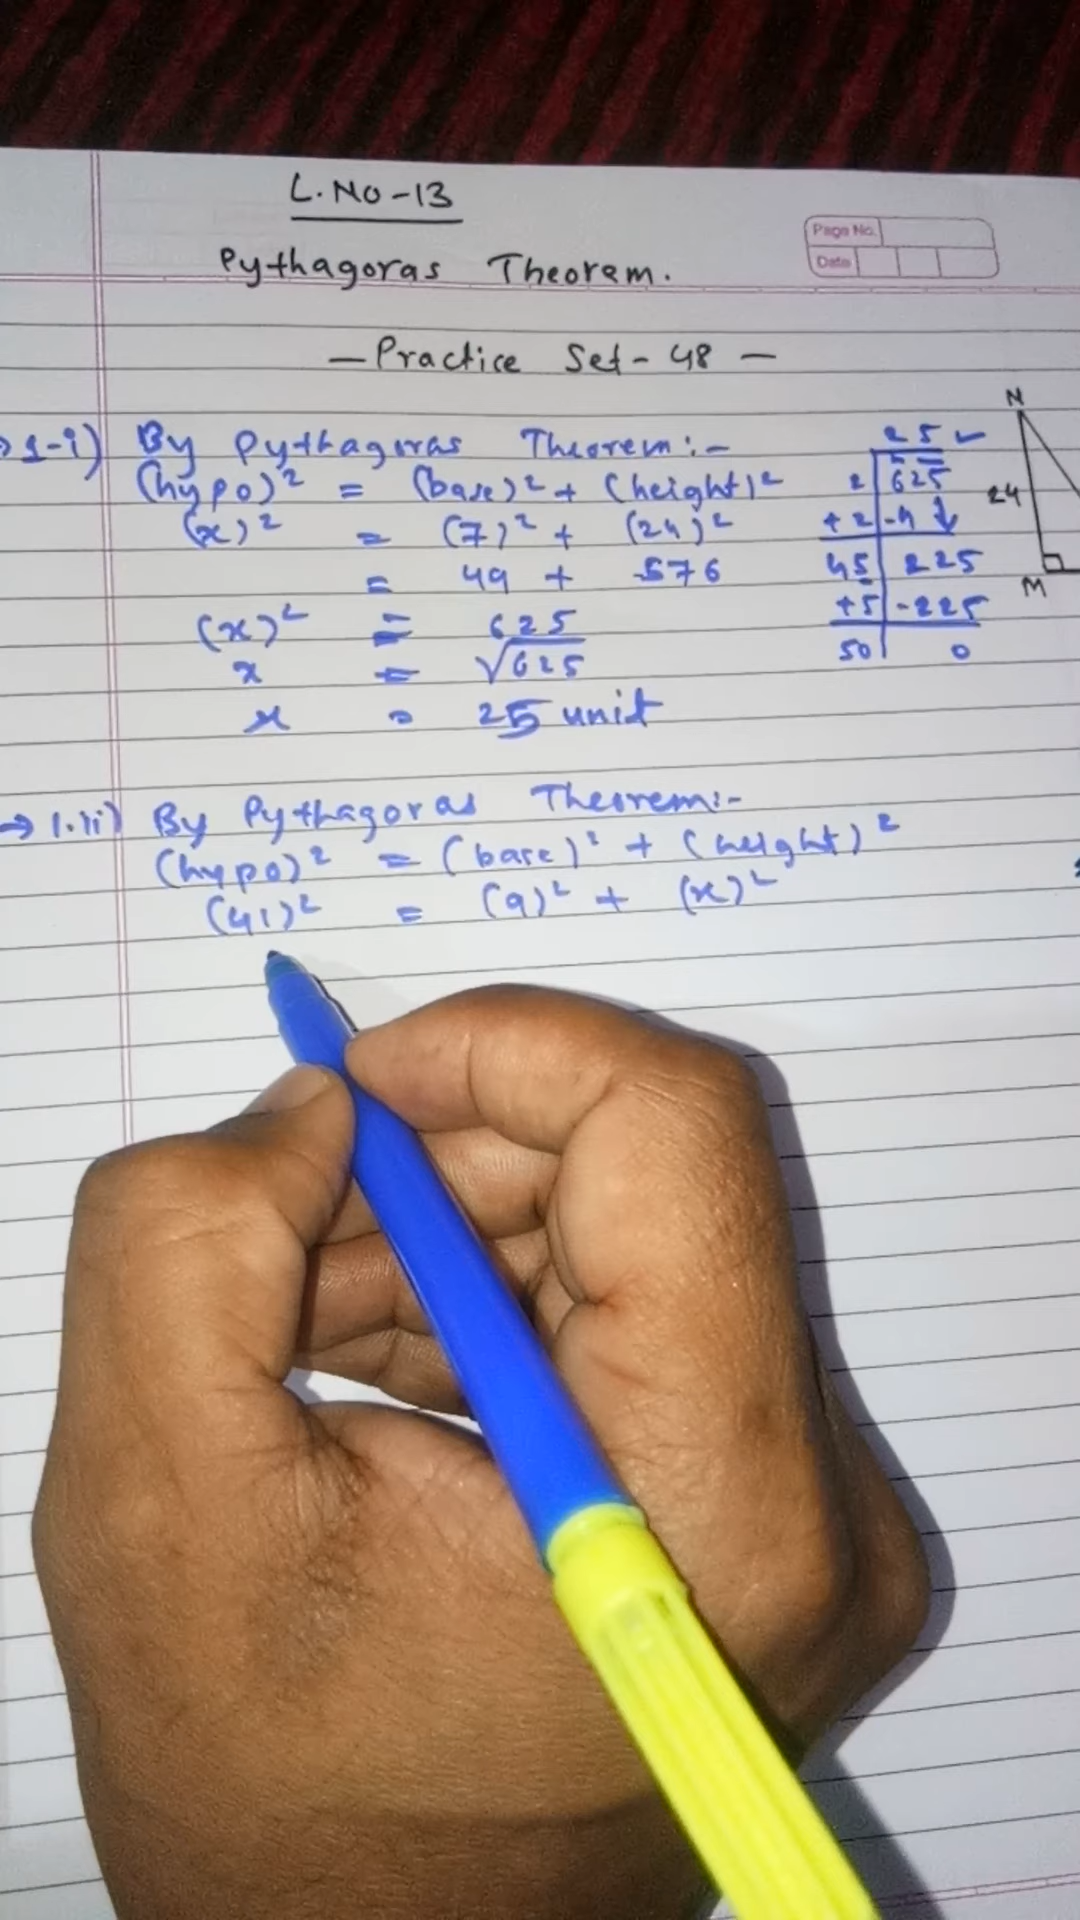 L.No-13
Pythagoras Theoram.
Page No.
Date
- Practice Set-48 -
→ 1-i) By Pythagoras Theorem:-
(hypo)² = (base)² + (height)²
(x)² = (7)² + (24)²
= 49 + 576
(x)² = 625
x = √625
x = 25 unit
25 ✓
2 625
+2 -4 ↓
45 225
+5 -225
50 0
N
24
M
→ 1.ii) By Pythagoras Theorem:-
(hypo)² = (base)² + (height)²
(41)² = (9)² + (x)²